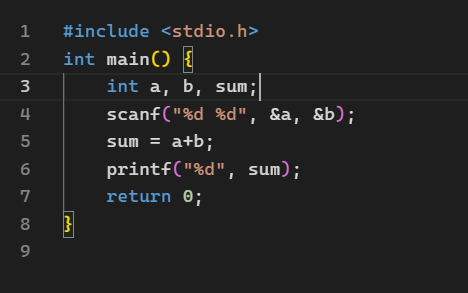 1 #include <stdio.h>
2 int main() {
3     int a, b, sum;
4     scanf("%d %d", &a, &b);
5     sum = a+b;
6     printf("%d", sum);
7     return 0;
8 }
9